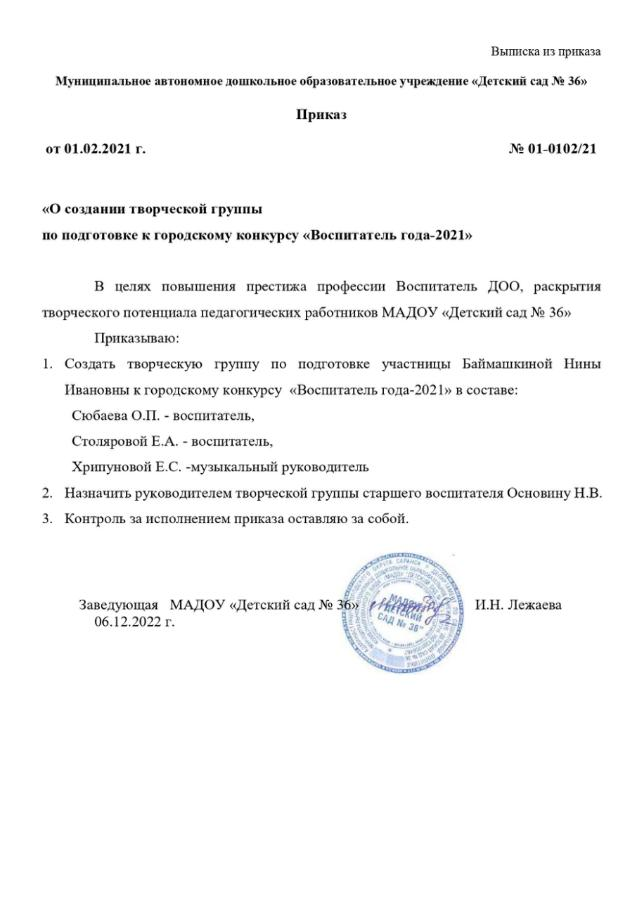 Выписка из приказа
Муниципальное автономное дошкольное образовательное учреждение «Детский сад № 36»
Приказ
от 01.02.2021 г. № 01-0102/21
«О создании творческой группы
по подготовке к городскому конкурсу «Воспитатель года-2021»
В целях повышения престижа профессии Воспитатель ДОО, раскрытия
творческого потенциала педагогических работников МАДОУ «Детский сад № 36»
Приказываю:
1. Создать творческую группу по подготовке участницы Баймашкиной Нины
Ивановны к городскому конкурсу «Воспитатель года-2021» в составе:
Сюбаева О.П. - воспитатель,
Столяровой Е.А. - воспитатель,
Хрипуновой Е.С. -музыкальный руководитель
2. Назначить руководителем творческой группы старшего воспитателя Основину Н.В.
3. Контроль за исполнением приказа оставляю за собой.
Заведующая МАДОУ «Детский сад № 36» И.Н. Лежаева
06.12.2022 г.
МАДОУ
"ДЕТСКИЙ
САД № 36"